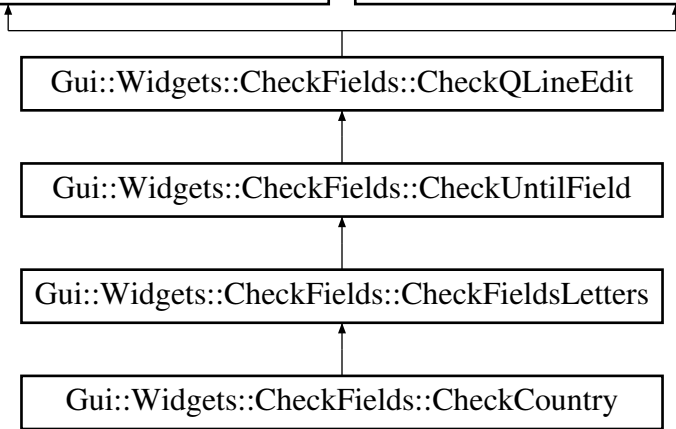 Gui::Widgets::CheckFields::CheckQLineEdit
Gui::Widgets::CheckFields::CheckUntilField
Gui::Widgets::CheckFields::CheckFieldsLetters
Gui::Widgets::CheckFields::CheckCountry